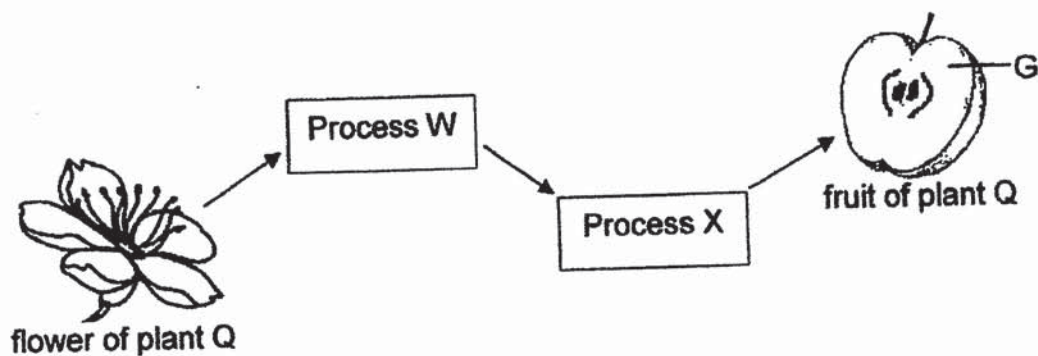 Process W
G
Process X
fruit of plant Q
flower of plant Q